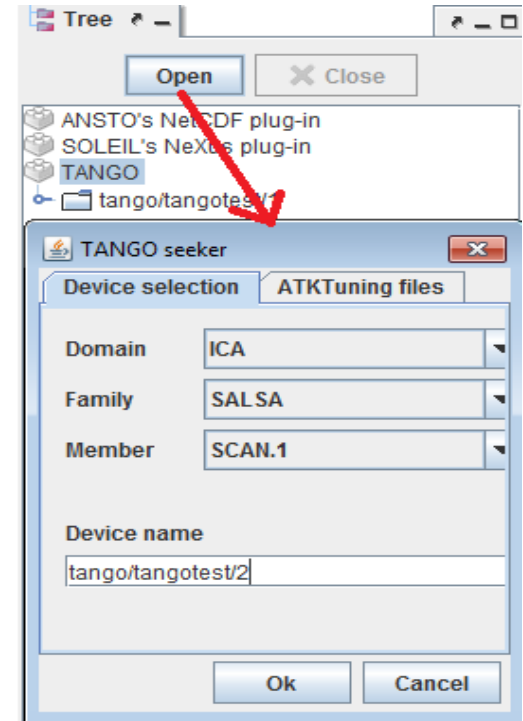 Tree
Open Close
ANSTO's NetCDF plug-in
SOLEIL's NeXus plug-in
TANGO
tango/tangotest/1
TANGO seeker
Device selection ATKTuning files
Domain ICA
Family SALSA
Member SCAN.1
Device name
tango/tangotest/2
Ok Cancel